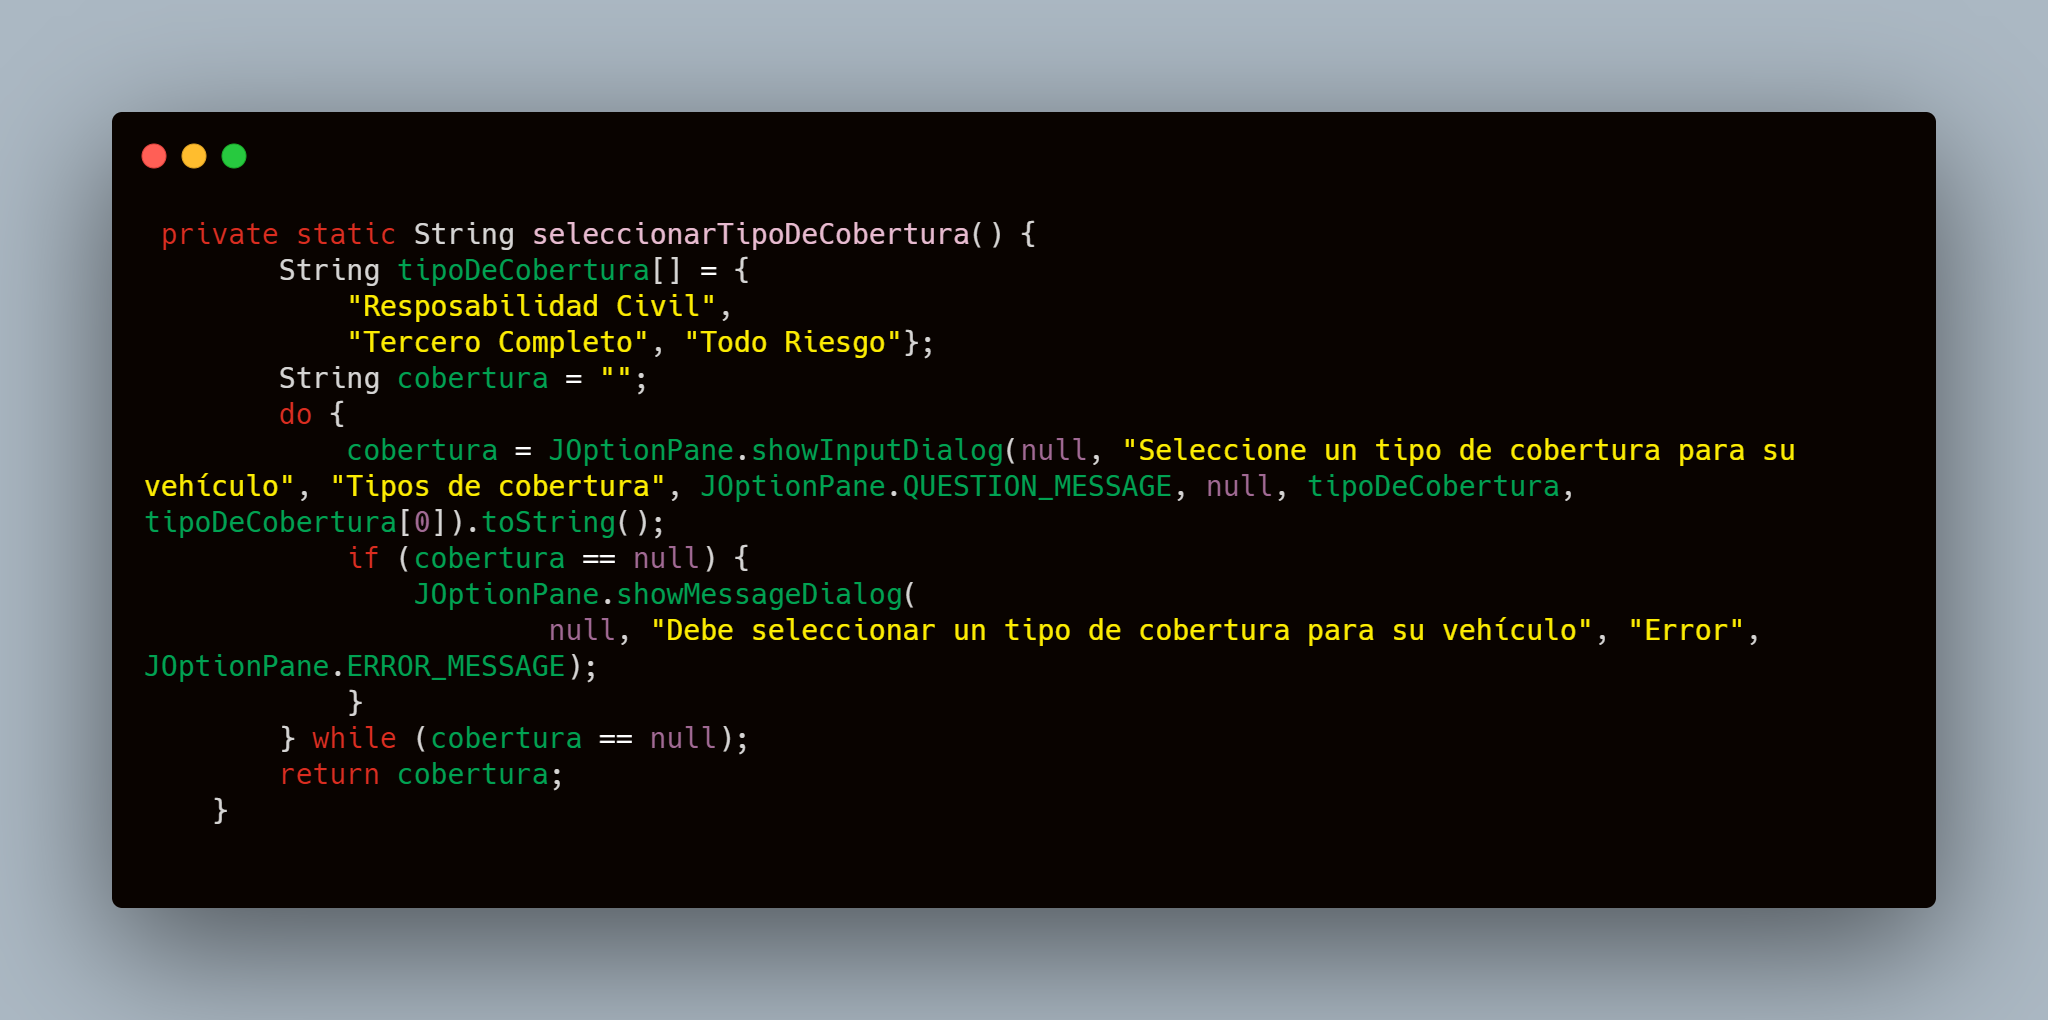 private static String seleccionarTipoDeCobertura() {
String tipoDeCobertura[] = {
"Resposabilidad Civil",
"Tercero Completo", "Todo Riesgo"};
String cobertura = "";
do {
cobertura = JOptionPane.showInputDialog(null, "Seleccione un tipo de cobertura para su
vehículo", "Tipos de cobertura", JOptionPane.QUESTION_MESSAGE, null, tipoDeCobertura,
tipoDeCobertura[0]).toString();
if (cobertura == null) {
JOptionPane.showMessageDialog(
null, "Debe seleccionar un tipo de cobertura para su vehículo", "Error",
JOptionPane.ERROR_MESSAGE);
}
} while (cobertura == null);
return cobertura;
}